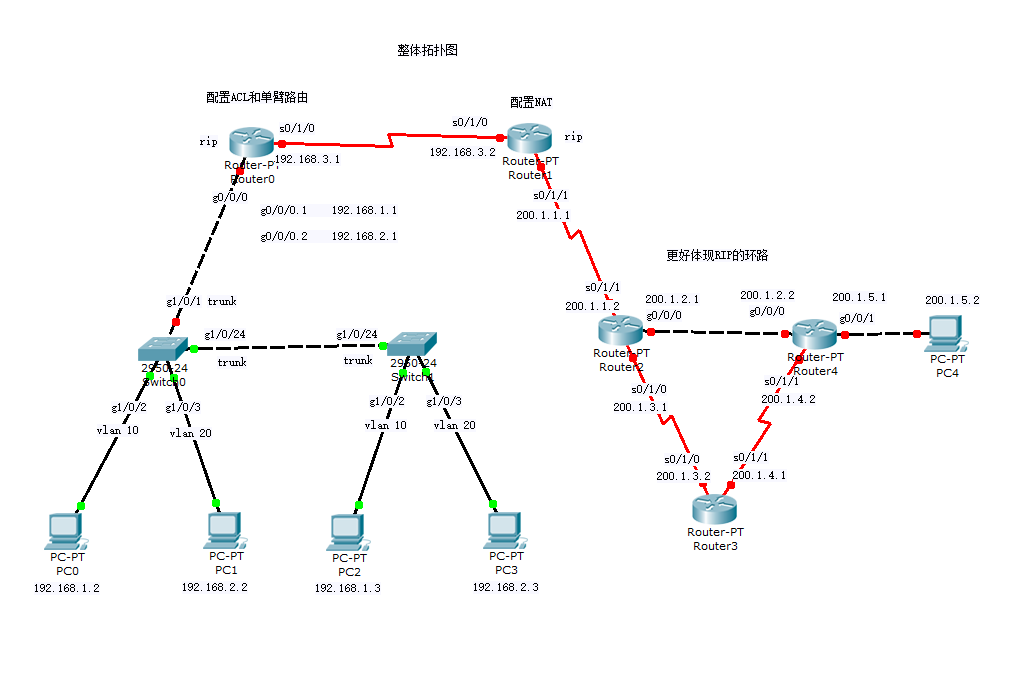 整体拓扑图
配置ACL和单臂路由
配置NAT
rip
s0/1/0
s0/1/0
rip
192.168.3.1
192.168.3.2
Router-PT
Router0
Router-PT
Router1
g0/0/0
s0/1/1
200.1.1.1
g0/0/0.1 192.168.1.1
g0/0/0.2 192.168.2.1
更好体现RIP的环路
s0/1/1
200.1.1.2
200.1.2.1
g0/0/0
200.1.2.2
g0/0/0
200.1.5.1
g0/0/1
200.1.5.2
g1/0/1 trunk
g1/0/24
trunk
g1/0/24
trunk
2950-24
Switch0
2950-24
Switch1
Router-PT
Router2
Router-PT
Router4
PC-PT
PC4
g1/0/2
vlan 10
g1/0/3
vlan 20
g1/0/2
vlan 10
g1/0/3
vlan 20
s0/1/0
200.1.3.1
s0/1/1
200.1.4.2
s0/1/0
200.1.3.2
s0/1/1
200.1.4.1
Router-PT
Router3
PC-PT
PC0
192.168.1.2
PC-PT
PC1
192.168.2.2
PC-PT
PC2
192.168.1.3
PC-PT
PC3
192.168.2.3